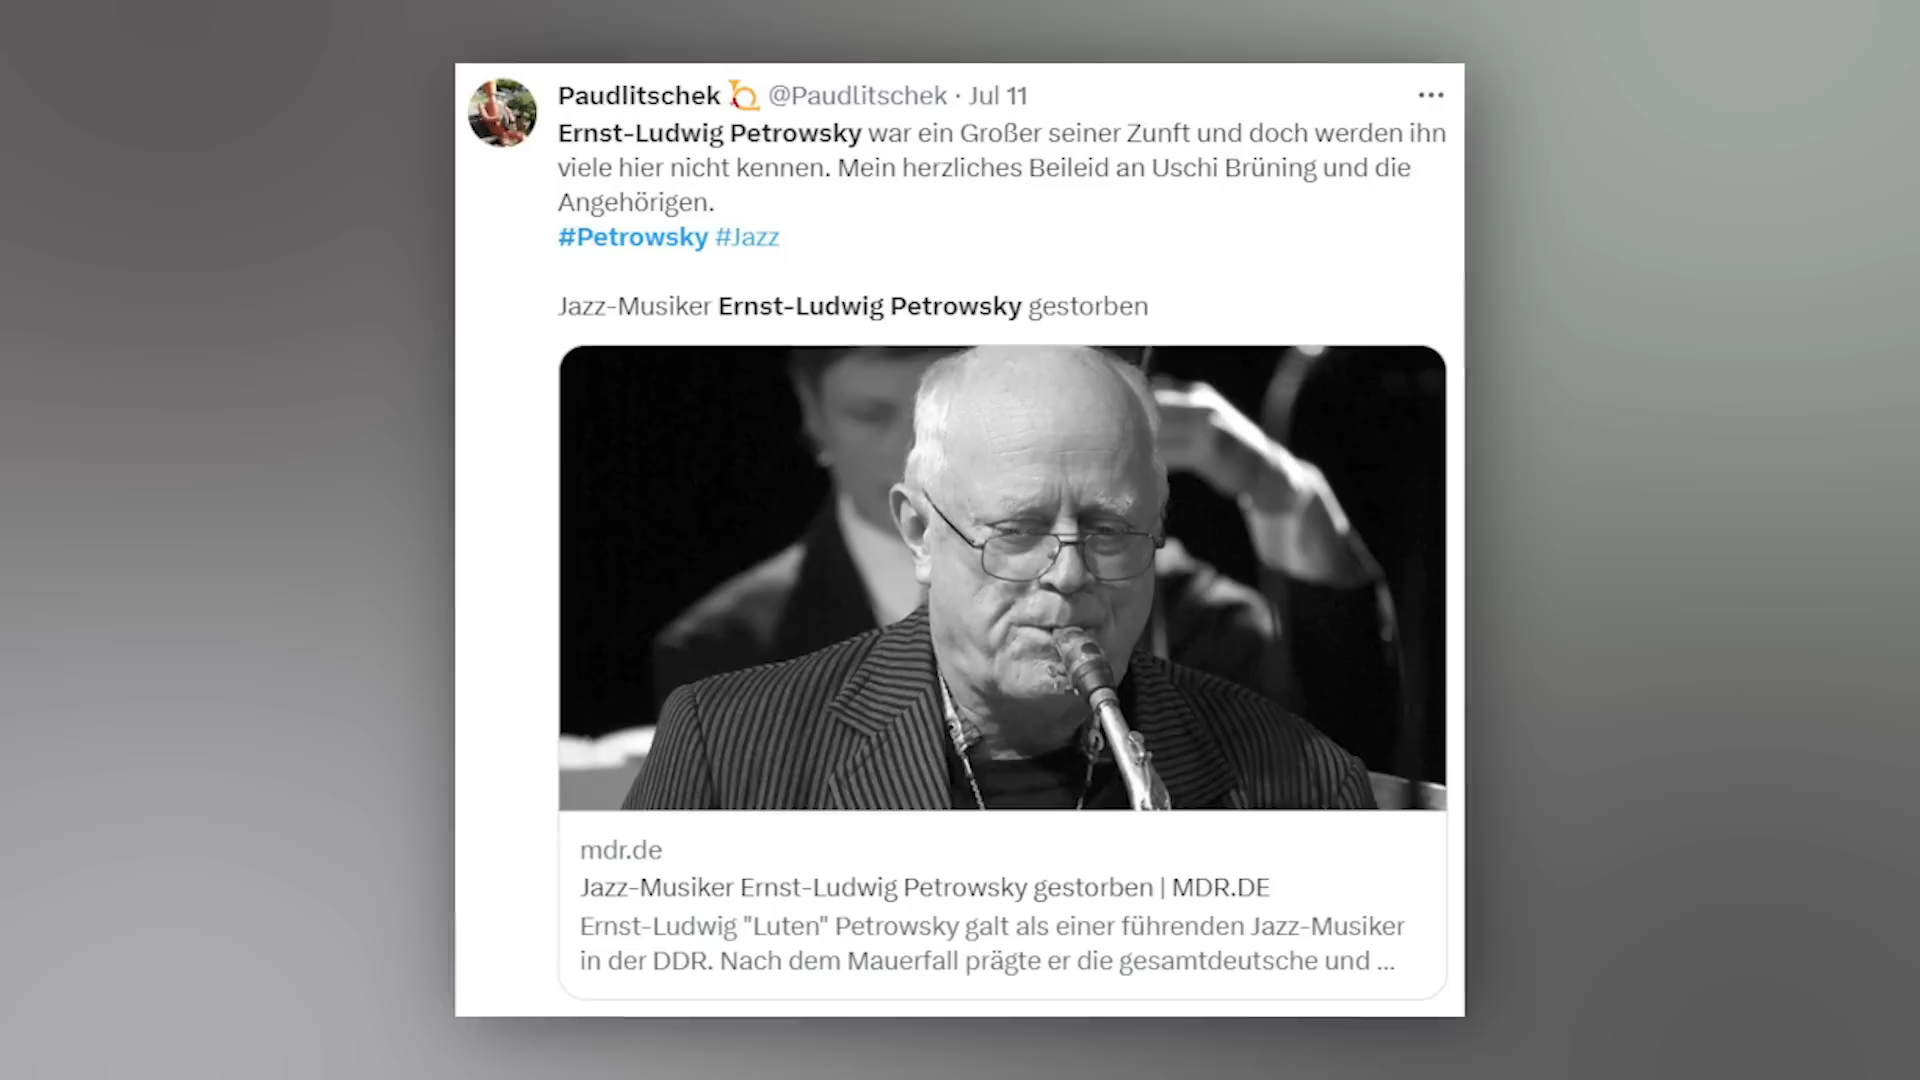 Paudlitschek @Paudlitschek · Jul 11
Ernst-Ludwig Petrowsky war ein Großer seiner Zunft und doch werden ihn
viele hier nicht kennen. Mein herzliches Beileid an Uschi Brüning und die
Angehörigen.
#Petrowsky #Jazz
Jazz-Musiker Ernst-Ludwig Petrowsky gestorben
mdr.de
Jazz-Musiker Ernst-Ludwig Petrowsky gestorben | MDR.DE
Ernst-Ludwig "Luten" Petrowsky galt als einer führenden Jazz-Musiker
in der DDR. Nach dem Mauerfall prägte er die gesamtdeutsche und ...